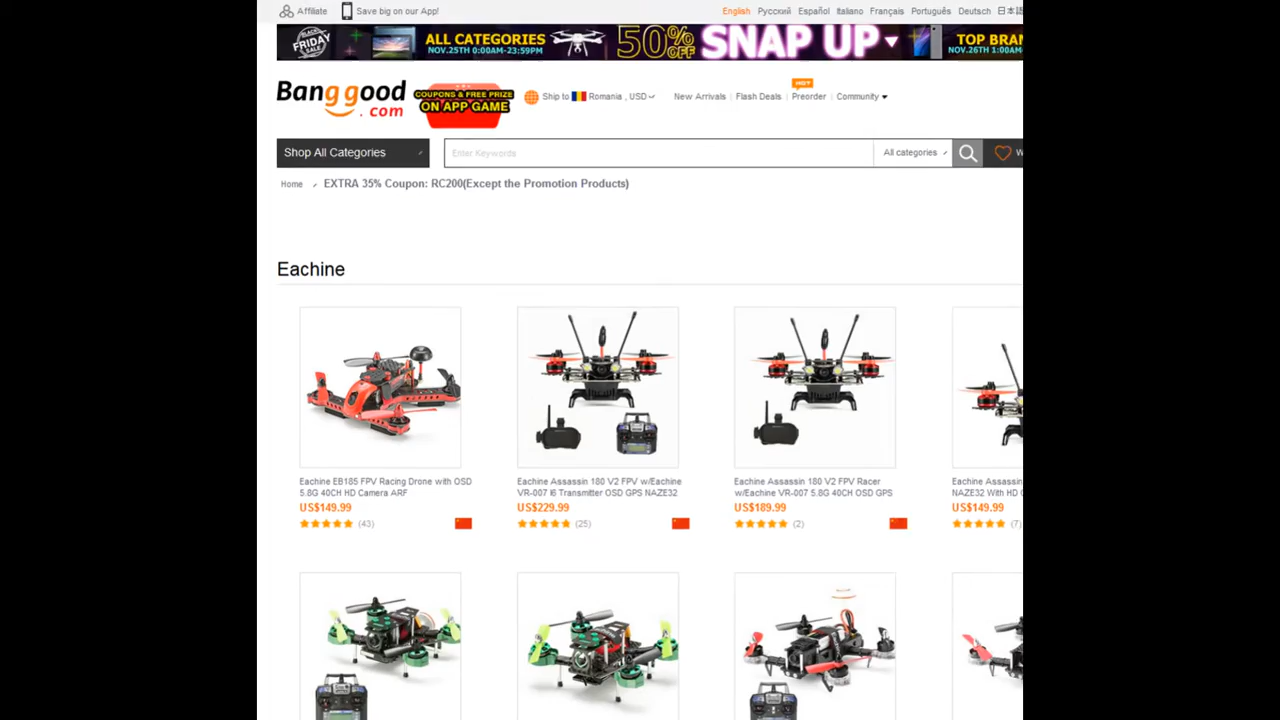 Affiliate
Save big on our App!
English Русский Español Italiano Français Português Deutsch 日本語
BLACK FRIDAY SALE
ALL CATEGORIES
NOV.25TH 0:00AM-23:59PM
50% OFF
SNAP UP
TOP BRAN
NOV.26TH 1:00AM
Banggood.com
COUPONS & FREE PRIZE
ON APP GAME
Ship to Romania , USD
New Arrivals
Flash Deals
HOT
Preorder
Community
Shop All Categories
Enter Keywords
All categories
W
Home
EXTRA 35% Coupon: RC200(Except the Promotion Products)
Eachine
Eachine EB185 FPV Racing Drone with OSD
5.8G 40CH HD Camera ARF
US$149.99
(43)
Eachine Assassin 180 V2 FPV w/Eachine
VR-007 I6 Transmitter OSD GPS NAZE32
US$229.99
(25)
Eachine Assassin 180 V2 FPV Racer
w/Eachine VR-007 5.8G 40CH OSD GPS
US$189.99
(2)
Eachine Assassin
NAZE32 With HD C
US$149.99
(7)